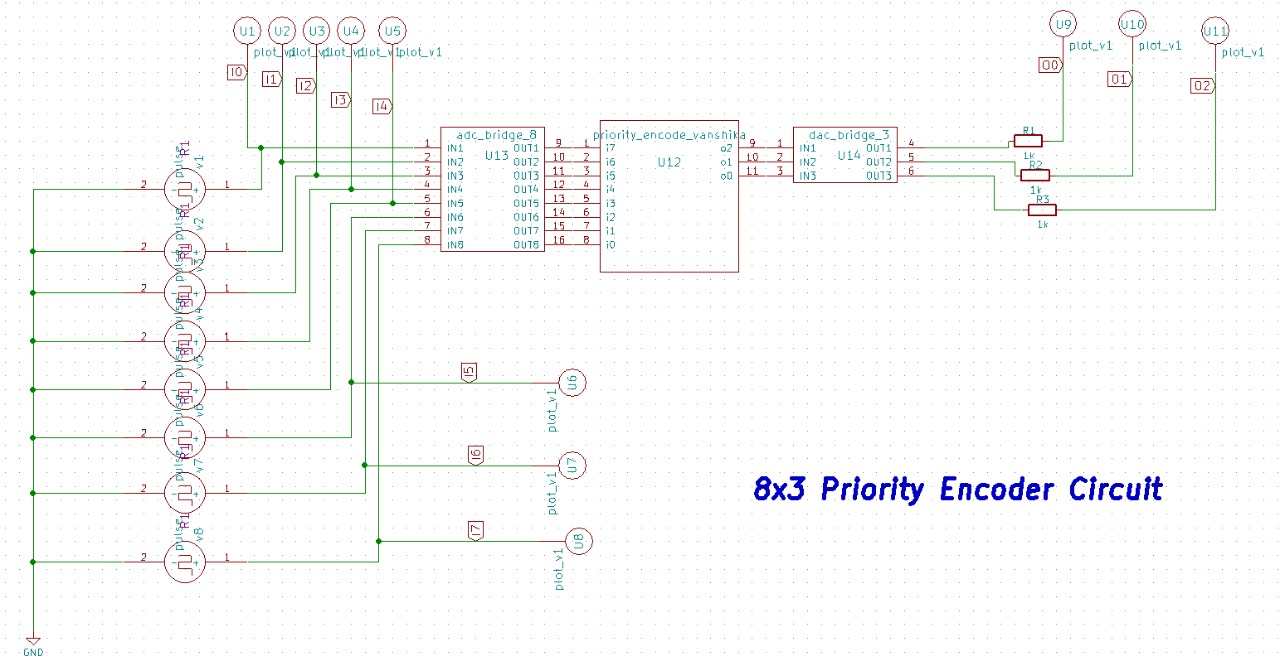 U1 U2 U3 U4 U5 U9 U10 U11
plot_v1 plot_v1 plot_v1 plot_v1 plot_v1 plot_v1 plot_v1 plot_v1
I0 I1 I2 I3 I4 O0 O1 O2
adc_bridge_8
U13
1 IN1 OUT1 9
2 IN2 OUT2 10
3 IN3 OUT3 11
4 IN4 OUT4 12
5 IN5 OUT5 13
6 IN6 OUT6 14
7 IN7 OUT7 15
8 IN8 OUT8 16
priority_encode_vanshika
U12
1 i7 o2 9
2 i6 o1 10
3 i5 o0 11
4 i4
5 i3
6 i2
7 i1
8 i0
dac_bridge_3
U14
1 IN1 OUT1 4
2 IN2 OUT2 5
3 IN3 OUT3 6
R1
1k
R2
1k
R3
1k
R1 pulse v1
2 - + 1
R1 pulse v2
2 - + 1
R1 pulse v3
2 - + 1
R1 pulse v4
2 - + 1
R1 pulse v5
2 - + 1
R1 pulse v6
2 - + 1
R1 pulse v7
2 - + 1
R1 pulse v8
2 - + 1
I5 U6
plot_v1
I6 U7
plot_v1
I7 U8
plot_v1
8x3 Priority Encoder Circuit
GND